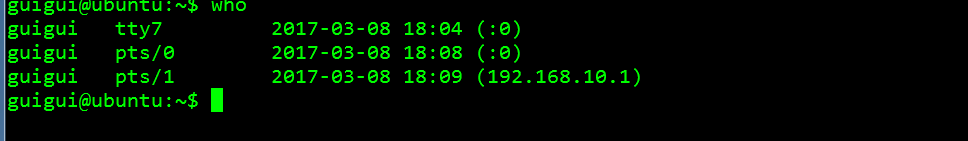 guigui@ubuntu:~$ who
guigui   tty7         2017-03-08 18:04 (:0)
guigui   pts/0        2017-03-08 18:08 (:0)
guigui   pts/1        2017-03-08 18:09 (192.168.10.1)
guigui@ubuntu:~$